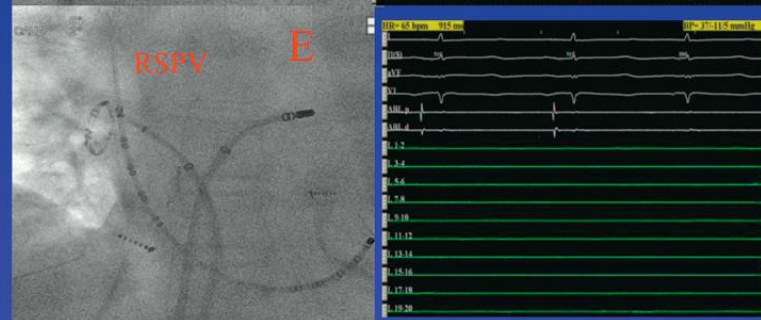 RSPV
E
HR= 65 bpm 915 ms
BP= 37/-11/5 mmHg
I
II(S)
aVF
V1
ABL p
ABL d
L 1-2
L 3-4
L 5-6
L 7-8
L 9-10
L 11-12
L 13-14
L 15-16
L 17-18
L 19-20